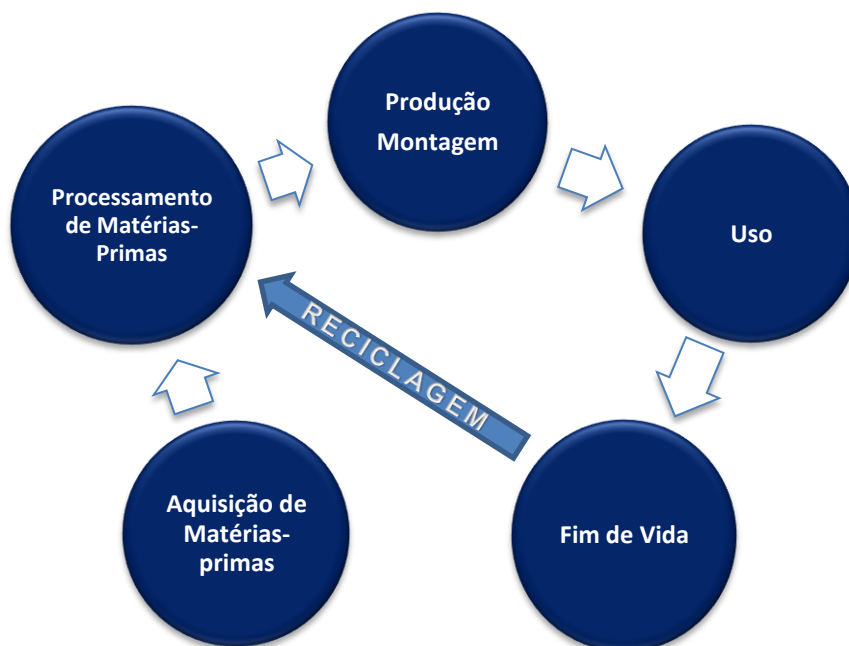 Produção
Montagem
Processamento
de Matérias-
Primas
Uso
RECICLAGEM
Aquisição de
Matérias-
primas
Fim de Vida